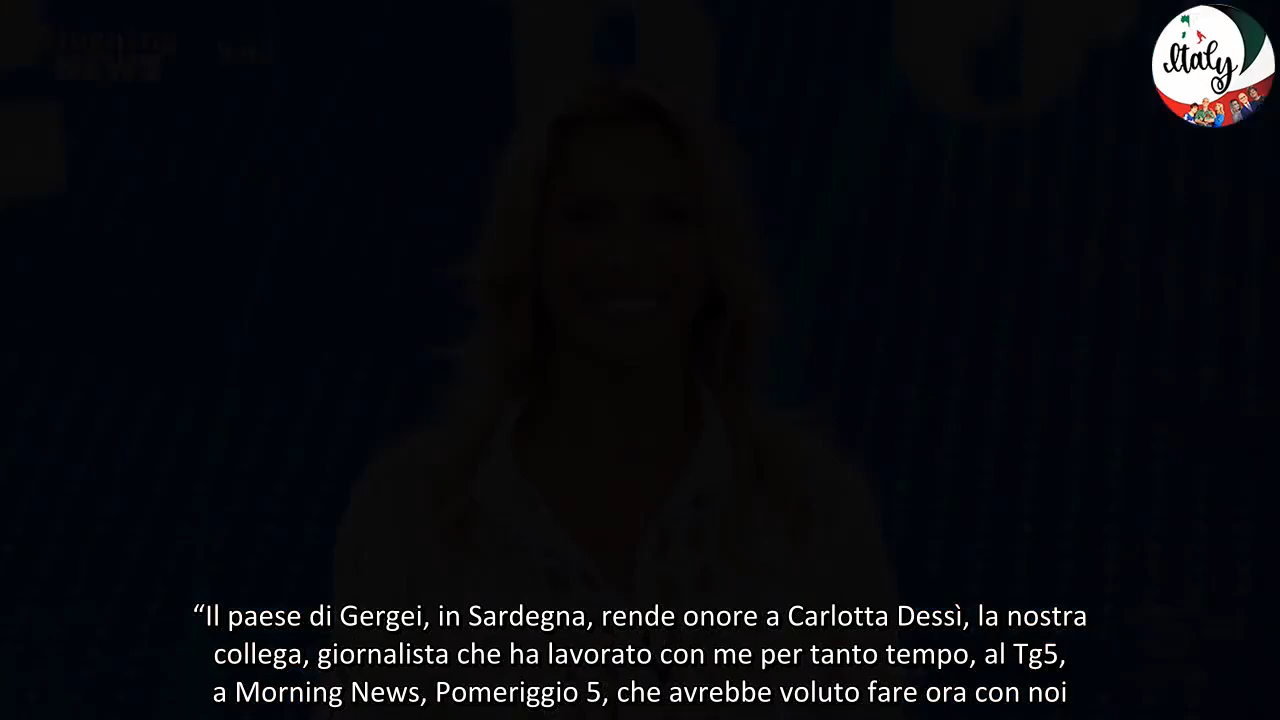 Italy
“Il paese di Gergei, in Sardegna, rende onore a Carlotta Dessì, la nostra
collega, giornalista che ha lavorato con me per tanto tempo, al Tg5,
a Morning News, Pomeriggio 5, che avrebbe voluto fare ora con noi